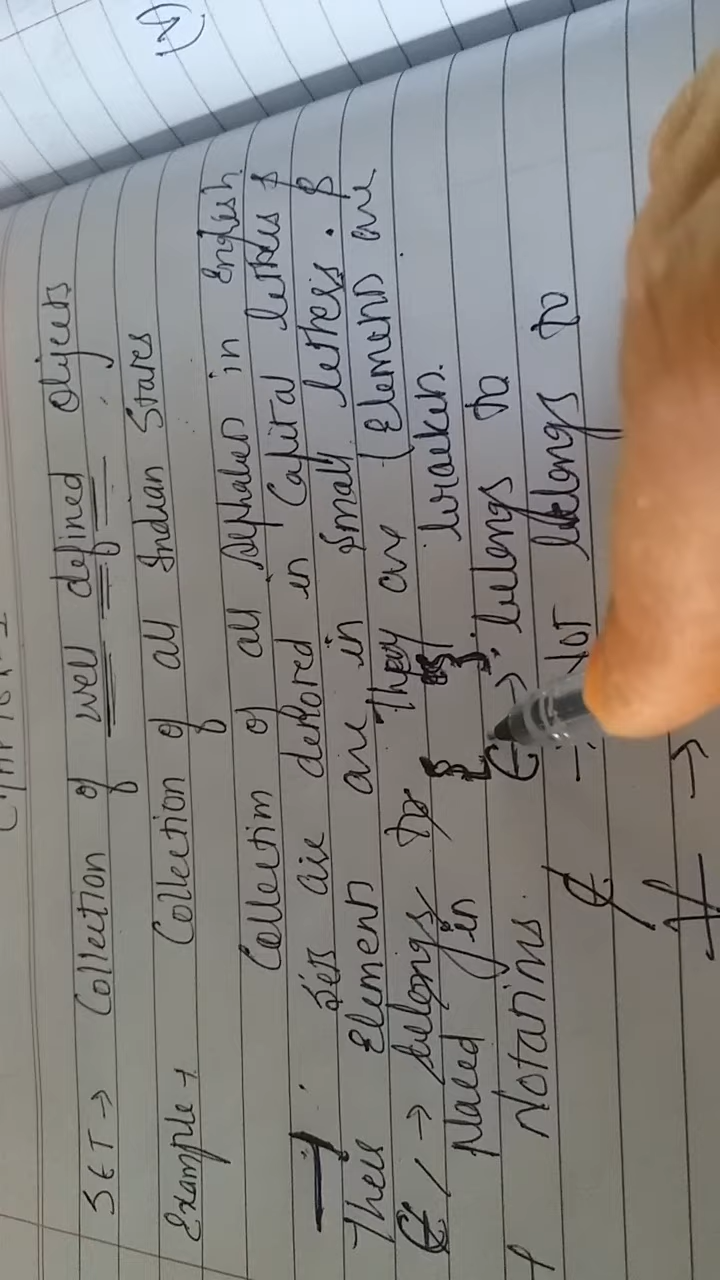 SET → Collection of well defined Objects
Example → Collection of all Indian States
Collection of all Alphabets in English
Sets are denoted in Capital letters &
Their Elements are in Small letters. &
∉ → belongs to They are (Elements are
Placed in { } bracket.
Notations. ∈ → belongs to
∉ belongs to